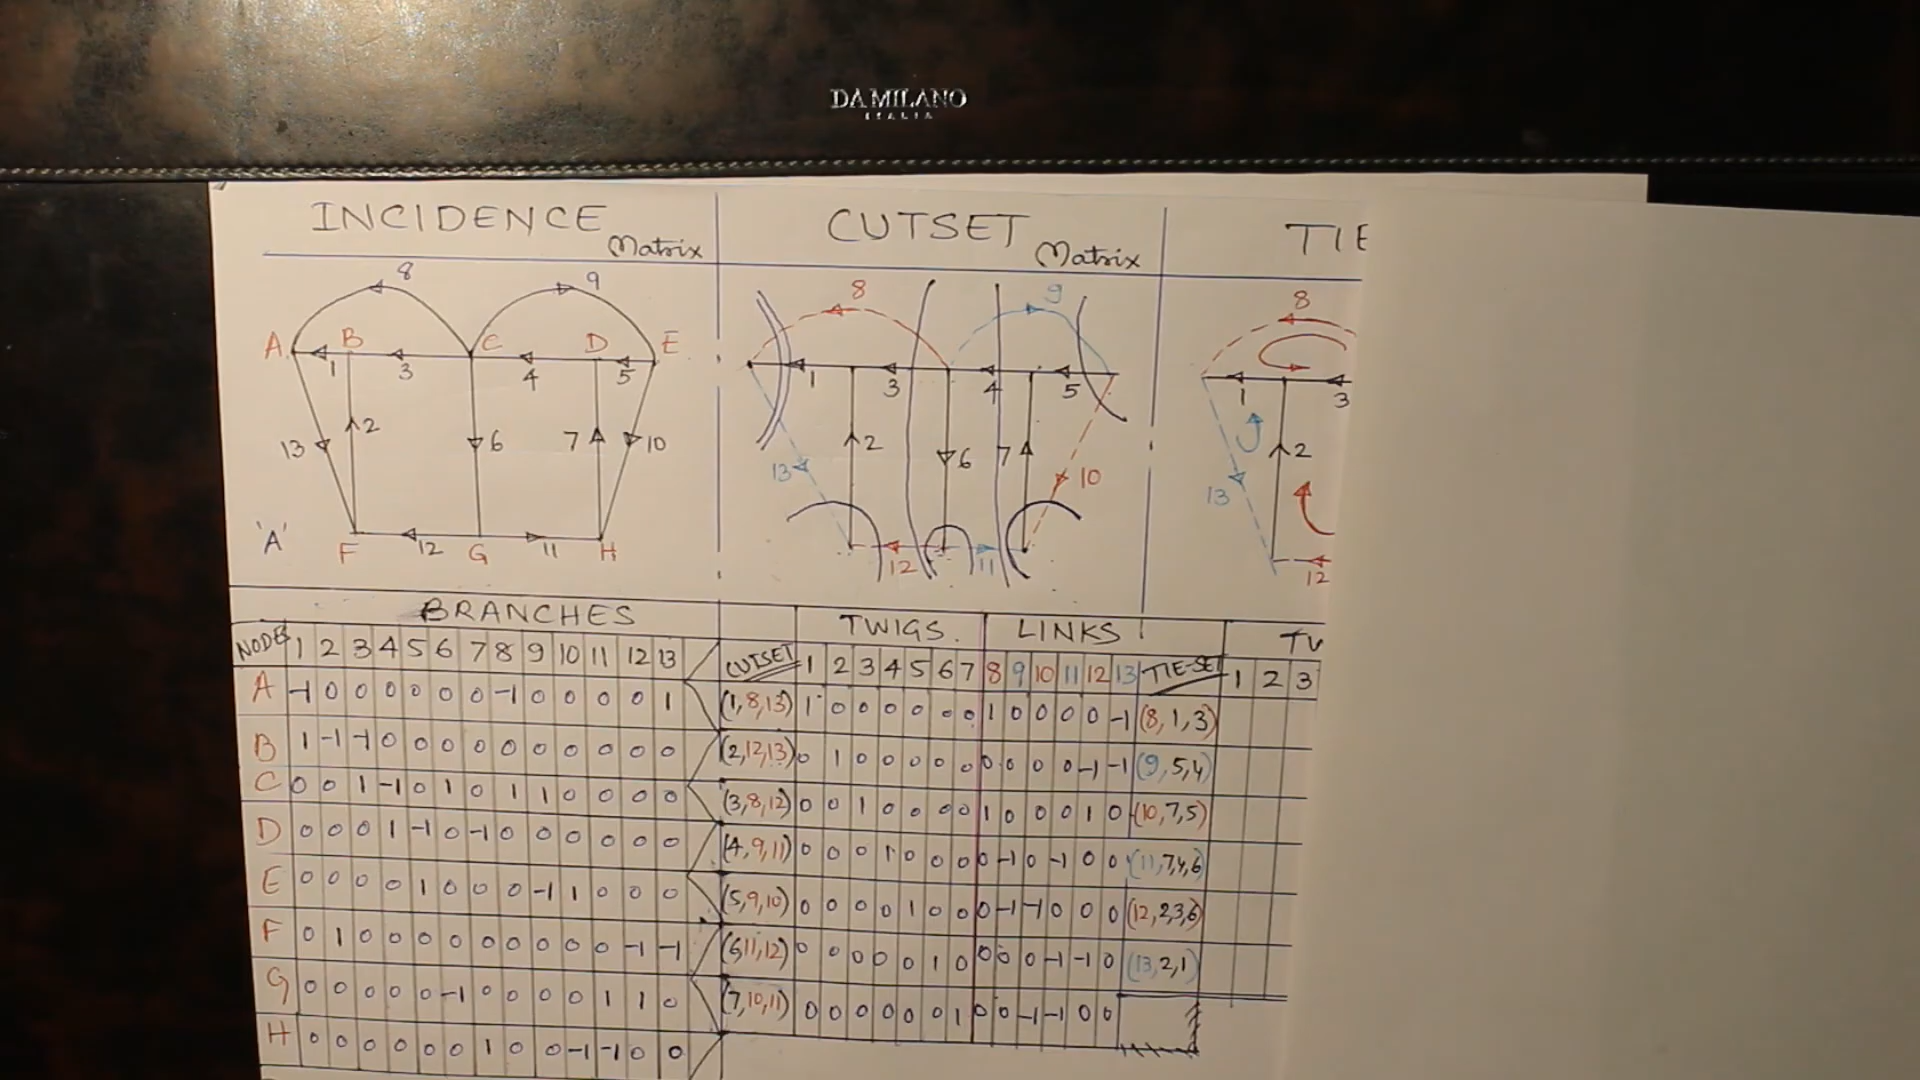 DA MILANO
ITALIA
INCIDENCE Matrix
CUTSET Matrix
TIE
8 9
A B C D E
1 3 4 5
13 2 6 7 10
'A'
F 12 G 11 H
8 9
1 3 4 5
2 6 7
13 10
12 11
8
1 3
2
13
12
BRANCHES
NODES 1 2 3 4 5 6 7 8 9 10 11 12 13
A -1 0 0 0 0 0 0 -1 0 0 0 0 1
B 1 -1 -1 0 0 0 0 0 0 0 0 0 0
C 0 0 1 -1 0 1 0 1 1 0 0 0 0
D 0 0 0 1 -1 0 -1 0 0 0 0 0 0
E 0 0 0 0 1 0 0 0 -1 1 0 0 0
F 0 1 0 0 0 0 0 0 0 0 0 -1 -1
G 0 0 0 0 0 -1 0 0 0 0 1 1 0
H 0 0 0 0 0 0 1 0 0 -1 -1 0 0
TWIGS. LINKS
CUTSET 1 2 3 4 5 6 7 8 9 10 11 12 13
(1,8,13) 1 0 0 0 0 0 0 1 0 0 0 0 -1
(2,12,13) 0 1 0 0 0 0 0 0 0 0 0 -1 -1
(3,8,12) 0 0 1 0 0 0 0 1 0 0 0 1 0
(4,9,11) 0 0 0 1 0 0 0 0 -1 0 -1 0 0
(5,9,10) 0 0 0 0 1 0 0 0 -1 -1 0 0 0
(6,11,12) 0 0 0 0 0 1 0 0 0 0 -1 -1 0
(7,10,11) 0 0 0 0 0 0 1 0 0 -1 -1 0 0
TW
TIE-SET 1 2 3
(8,1,3)
(9,5,4)
(10,7,5)
(11,7,4,6)
(12,2,3,6)
(13,2,1)